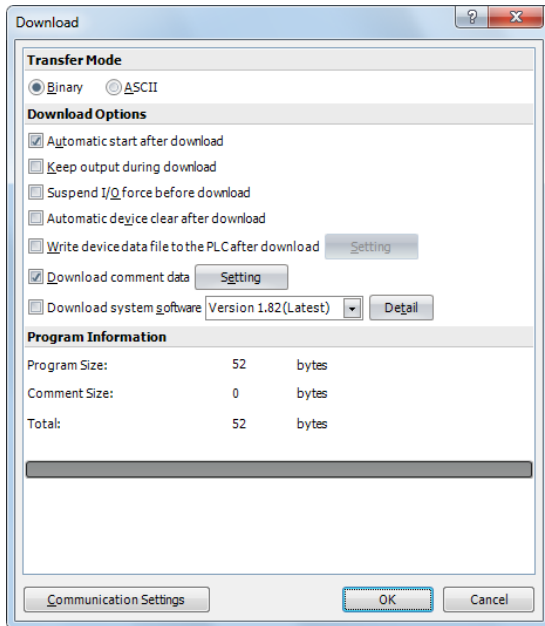 Download
Transfer Mode
Binary ASCII
Download Options
Automatic start after download
Keep output during download
Suspend I/O force before download
Automatic device clear after download
Write device data file to the PLC after download Setting
Download comment data Setting
Download system software Version 1.82(Latest) Detail
Program Information
Program Size: 52 bytes
Comment Size: 0 bytes
Total: 52 bytes
Communication Settings OK Cancel